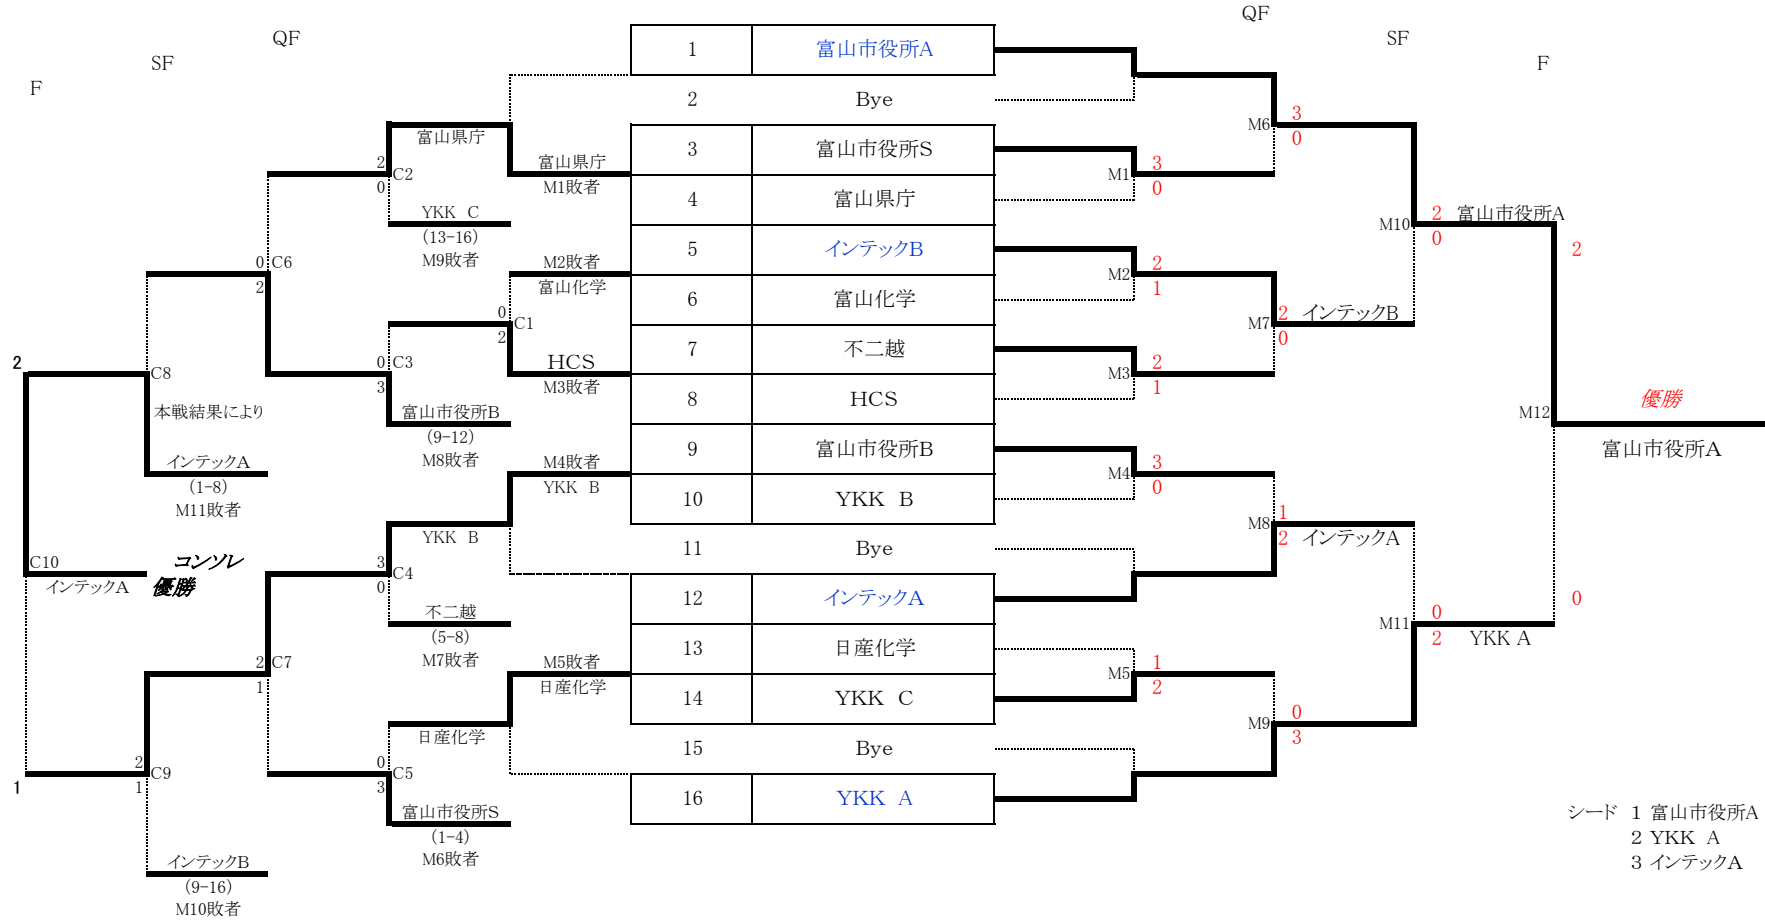 QF
QF
SF
SF
F
F
1 富山市役所A
2 Bye
3 富山市役所S
4 富山県庁
5 インテックB
6 富山化学
7 不二越
8 HCS
9 富山市役所B
10 YKK B
11 Bye
12 インテックA
13 日産化学
14 YKK C
15 Bye
16 YKK A
富山県庁
2
C2
0
富山県庁
M1敗者
YKK C
(13-16)
M9敗者
0
C6
2
M2敗者
富山化学
0
C1
2
HCS
M3敗者
0
C3
3
富山市役所B
(9-12)
M8敗者
2
C8
本戦結果により
インテックA
(1-8)
M11敗者
M4敗者
YKK B
YKK B
C10
インテックA
コンソレ
優勝
3
C4
0
不二越
(5-8)
M7敗者
2
C7
1
M5敗者
日産化学
日産化学
0
C5
3
富山市役所S
(1-4)
M6敗者
1
2
C9
1
インテックB
(9-16)
M10敗者
M6
3
0
M1
3
0
M10
2
富山市役所A
0
M2
2
1
M7
2
インテックB
0
M3
2
1
2
M12
優勝
富山市役所A
M4
3
0
M8
1
2
インテックA
0
M11
0
2
YKK A
M5
1
2
M9
0
3
シード 1 富山市役所A
2 YKK A
3 インテックA